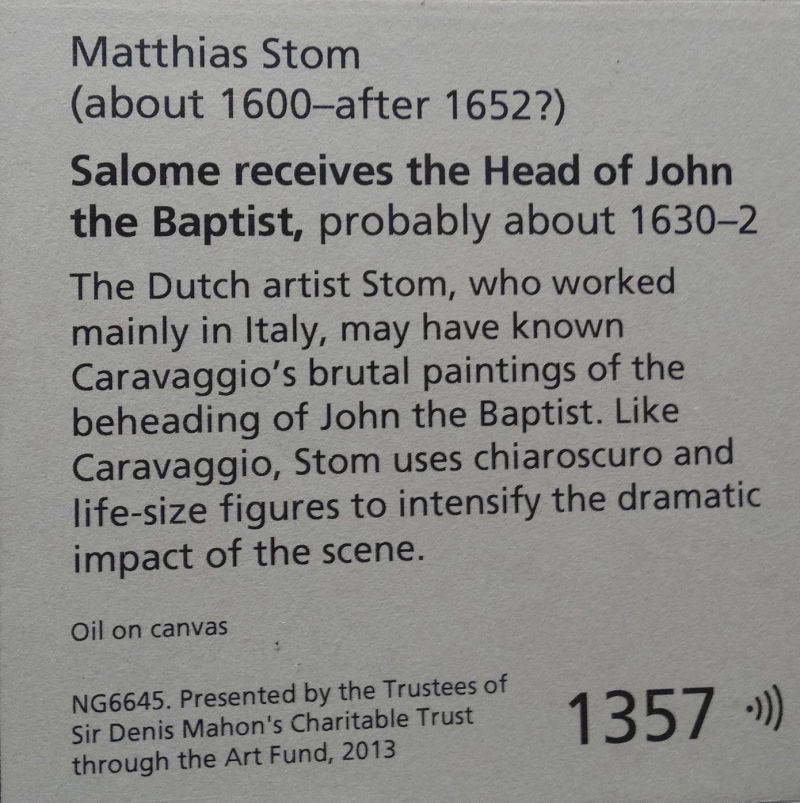 Matthias Stom
(about 1600–after 1652?)
Salome receives the Head of John
the Baptist, probably about 1630–2
The Dutch artist Stom, who worked
mainly in Italy, may have known
Caravaggio’s brutal paintings of the
beheading of John the Baptist. Like
Caravaggio, Stom uses chiaroscuro and
life-size figures to intensify the dramatic
impact of the scene.
Oil on canvas
NG6645. Presented by the Trustees of
Sir Denis Mahon's Charitable Trust
through the Art Fund, 2013
1357